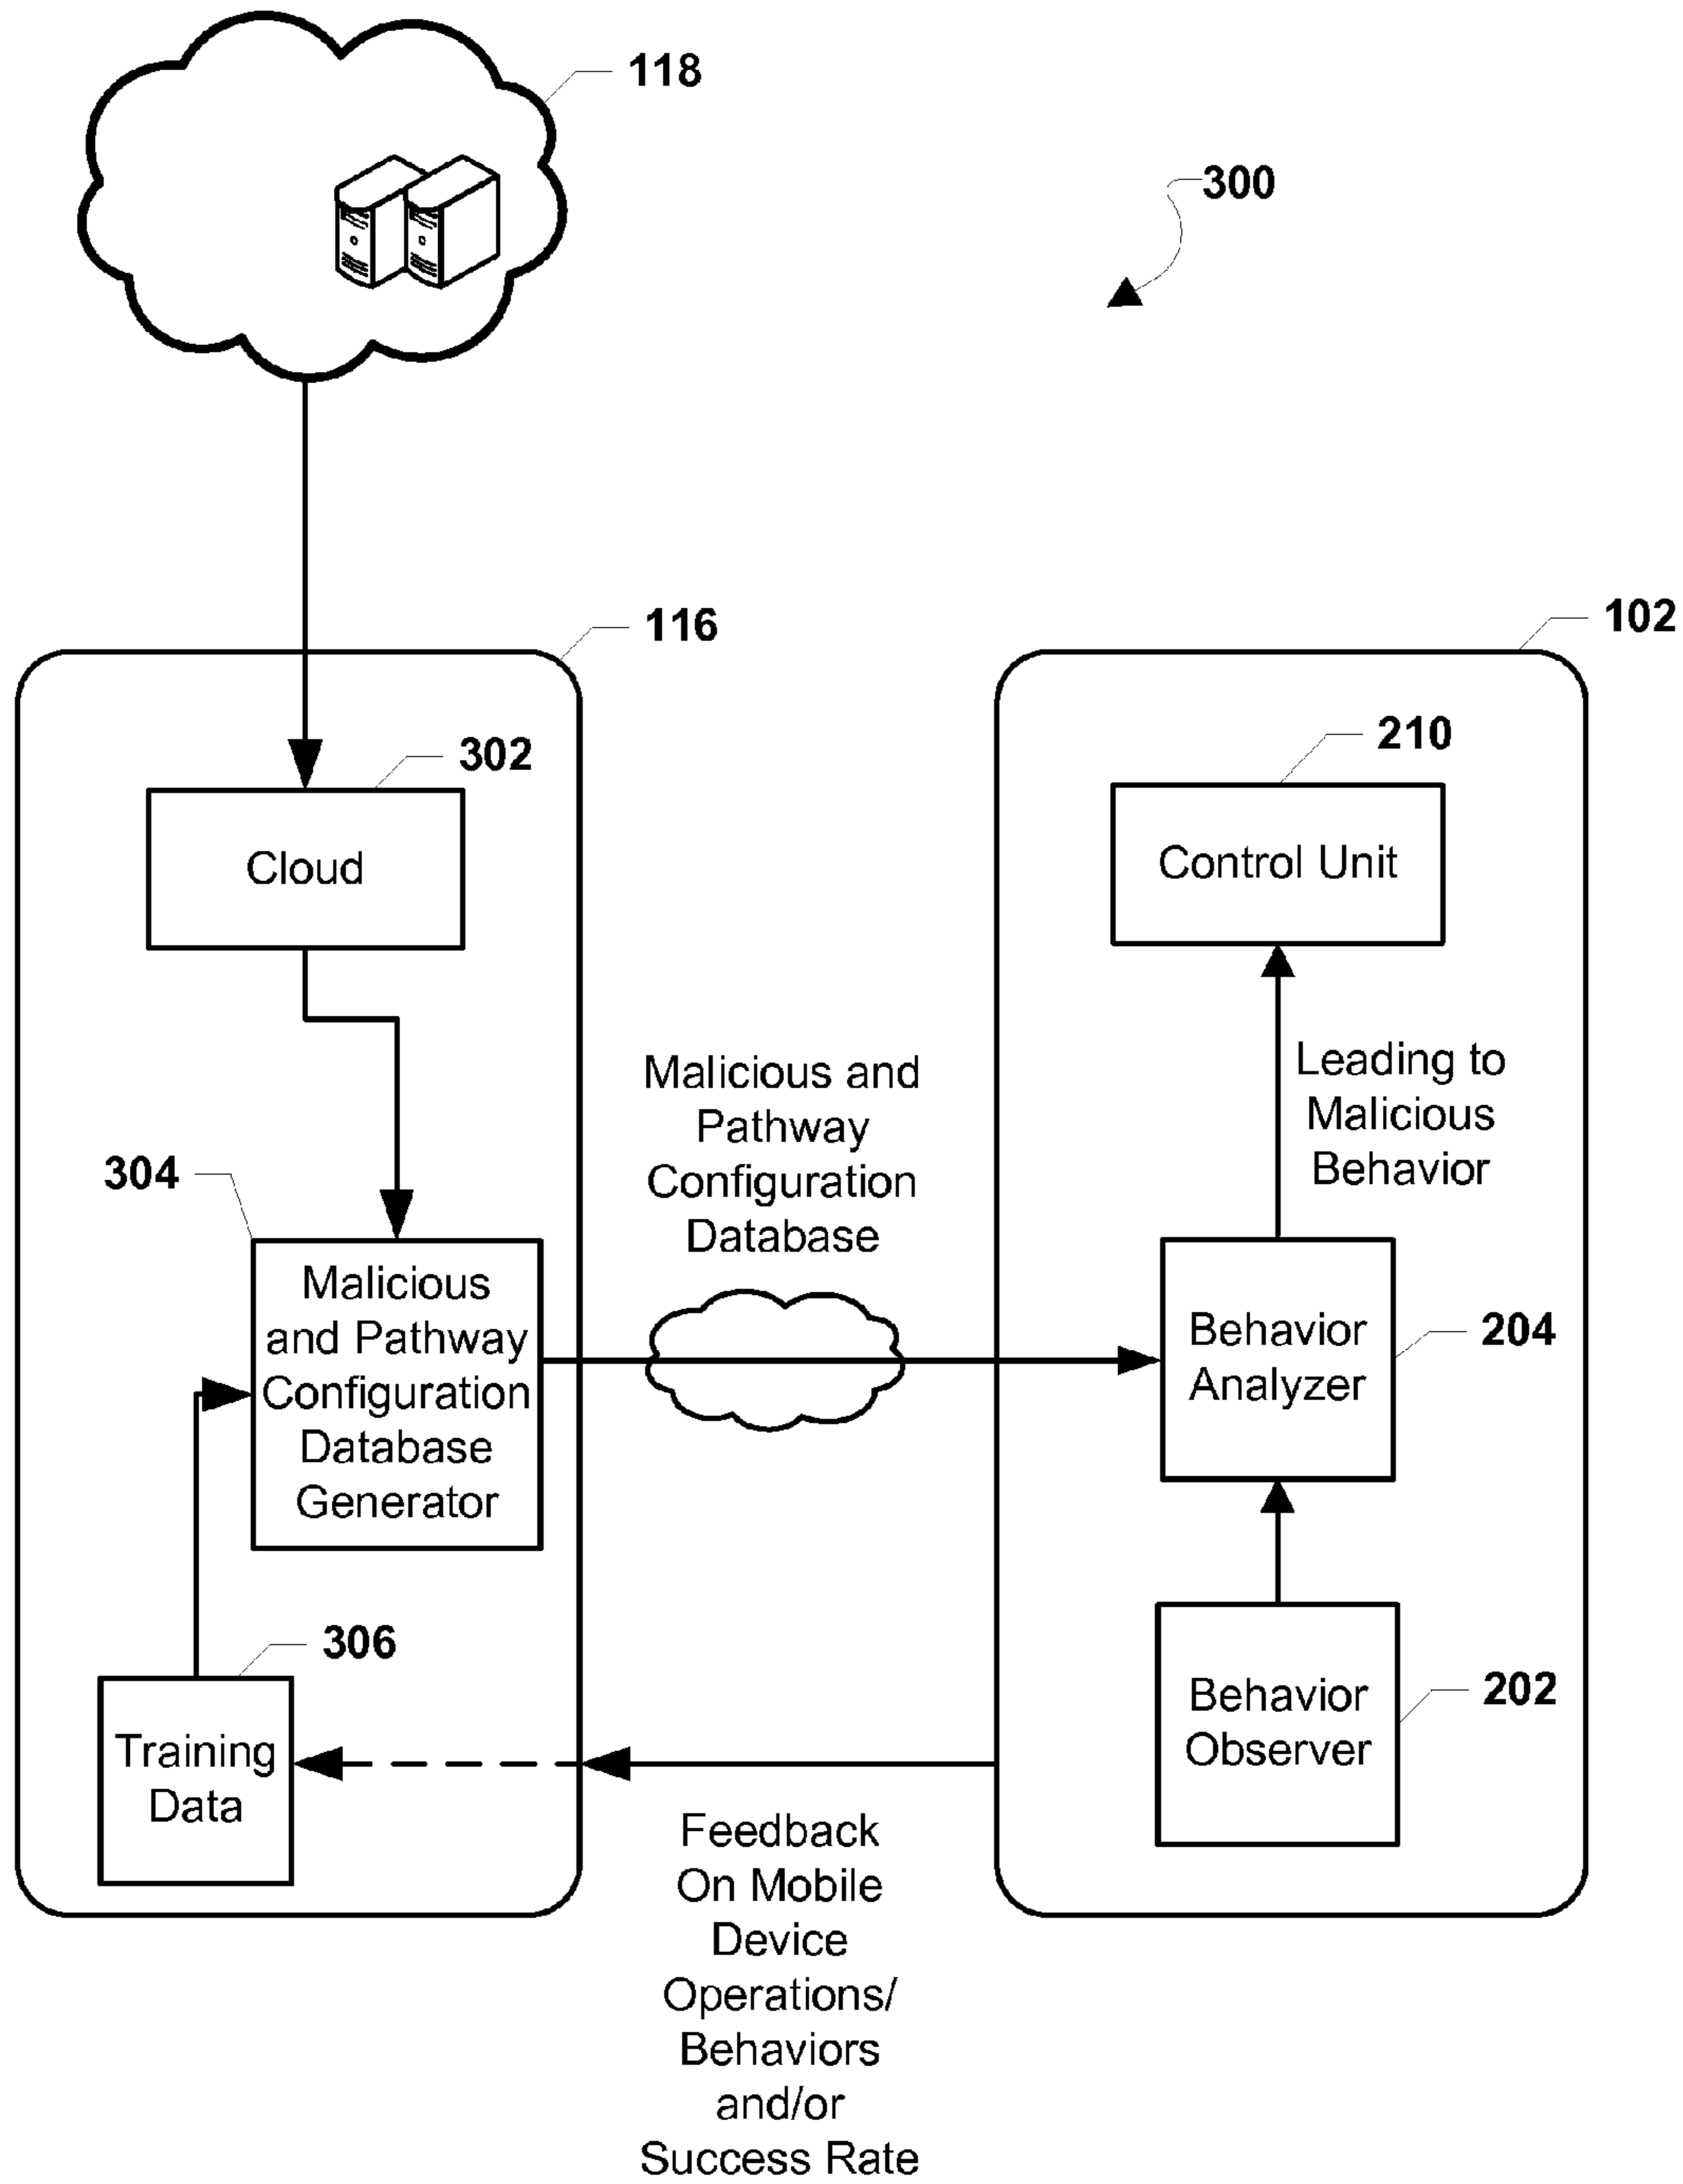 118
300
116
102
302
210
Cloud
Control Unit
Malicious and
Pathway
Configuration
Database
Leading to
Malicious
Behavior
304
Malicious
and Pathway
Configuration
Database
Generator
Behavior
Analyzer
204
306
Training
Data
Behavior
Observer
202
Feedback
On Mobile
Device
Operations/
Behaviors
and/or
Success Rate